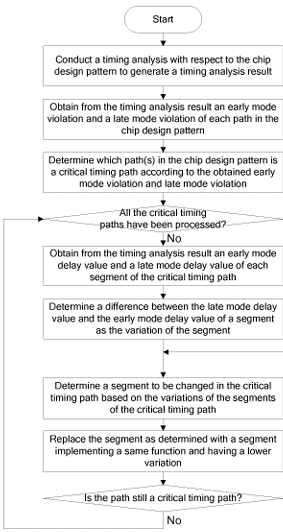 Start
Conduct a timing analysis with respect to the chip
design pattern to generate a timing analysis result
Obtain from the timing analysis result an early mode
violation and a late mode violation of each path in the
chip design pattern
Determine which path(s) in the chip design pattern is
a critical timing path according to the obtained early
mode violation and late mode violation
All the critical timing
paths have been processed?
No
Obtain from the timing analysis result an early mode
delay value and a late mode delay value of each
segment of the critical timing path
Determine a difference between the late mode delay
value and the early mode delay value of a segment
as the variation of the segment
Determine a segment to be changed in the critical
timing path based on the variations of the segments
of the critical timing path
Replace the segment as determined with a segment
implementing a same function and having a lower
variation
Is the path still a critical timing path?
No